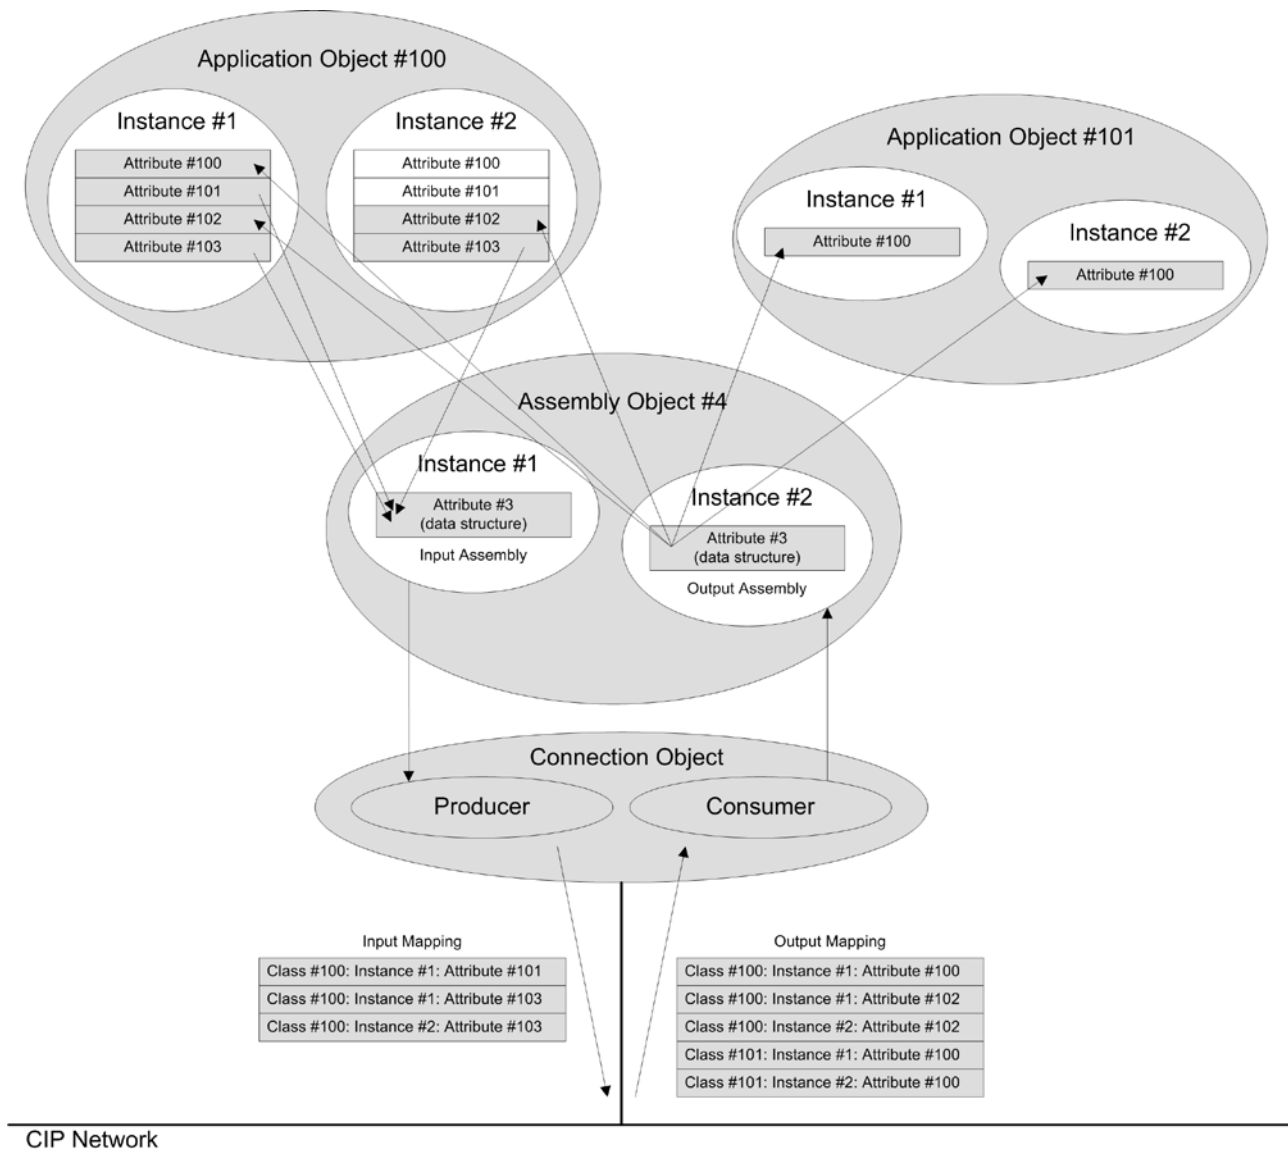 Application Object #100
Instance #1
Attribute #100
Attribute #101
Attribute #102
Attribute #103
Instance #2
Attribute #100
Attribute #101
Attribute #102
Attribute #103
Application Object #101
Instance #1
Attribute #100
Instance #2
Attribute #100
Assembly Object #4
Instance #1
Attribute #3
(data structure)
Input Assembly
Instance #2
Attribute #3
(data structure)
Output Assembly
Connection Object
Producer
Consumer
Input Mapping
Class #100: Instance #1: Attribute #101
Class #100: Instance #1: Attribute #103
Class #100: Instance #2: Attribute #103
Output Mapping
Class #100: Instance #1: Attribute #100
Class #100: Instance #1: Attribute #102
Class #100: Instance #2: Attribute #102
Class #101: Instance #1: Attribute #100
Class #101: Instance #2: Attribute #100
CIP Network